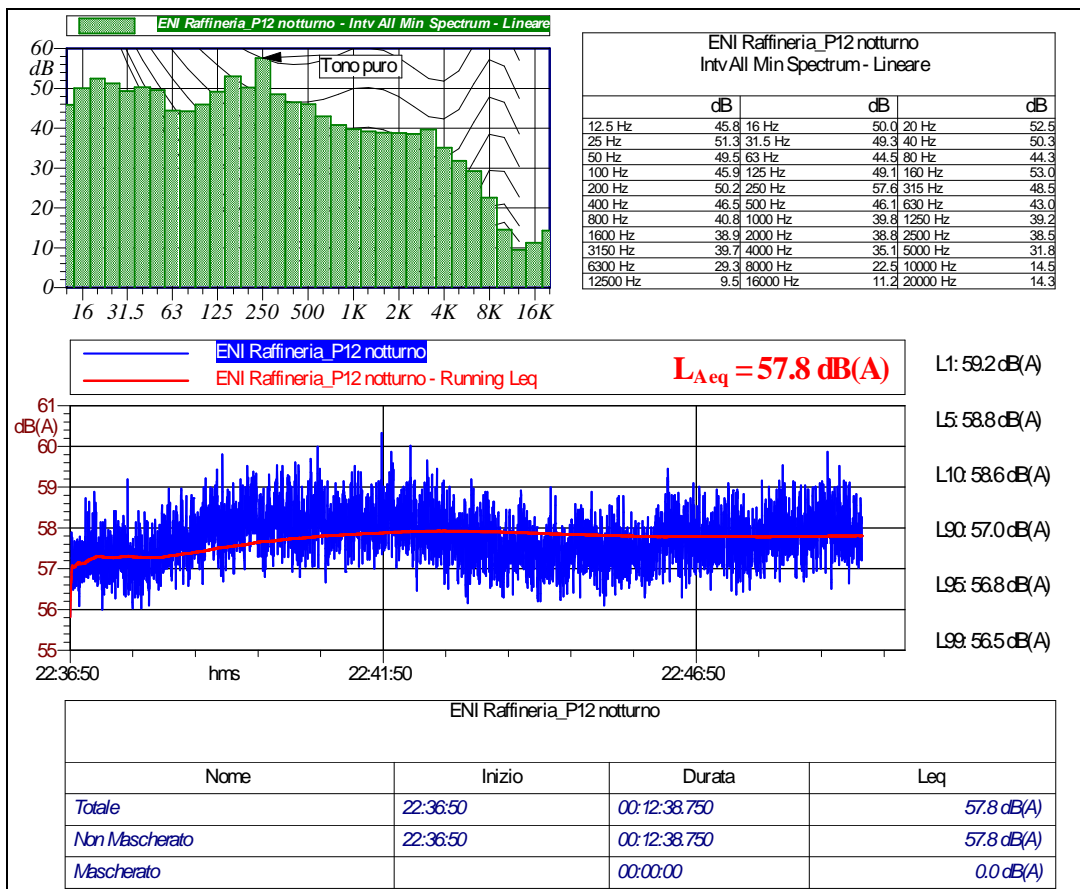 ENI Raffineria_P12 notturno - Intv All Min Spectrum - Lineare
60
dB
50
40
30
20
10
0
Tono puro
16 31.5 63 125 250 500 1K 2K 4K 8K 16K
ENI Raffineria_P12 notturno
Intv All Min Spectrum - Lineare
dB dB dB
12.5 Hz 45.8 16 Hz 50.0 20 Hz 52.5
25 Hz 51.3 31.5 Hz 49.3 40 Hz 50.3
50 Hz 49.5 63 Hz 44.5 80 Hz 44.3
100 Hz 45.9 125 Hz 49.1 160 Hz 53.0
200 Hz 50.2 250 Hz 57.6 315 Hz 48.5
400 Hz 46.5 500 Hz 46.1 630 Hz 43.0
800 Hz 40.8 1000 Hz 39.8 1250 Hz 39.2
1600 Hz 38.9 2000 Hz 38.8 2500 Hz 38.5
3150 Hz 39.7 4000 Hz 35.1 5000 Hz 31.8
6300 Hz 29.3 8000 Hz 22.5 10000 Hz 14.5
12500 Hz 9.5 16000 Hz 11.2 20000 Hz 14.3
ENI Raffineria_P12 notturno
ENI Raffineria_P12 notturno - Running Leq
LAeq = 57.8 dB(A)
61
dB(A)
60
59
58
57
56
55
22:36:50 hms 22:41:50 22:46:50
L1: 59.2 dB(A)
L5: 58.8 dB(A)
L10: 58.6 dB(A)
L90: 57.0 dB(A)
L95: 56.8 dB(A)
L99: 56.5 dB(A)
ENI Raffineria_P12 notturno
Nome Inizio Durata Leq
Totale 22:36:50 00:12:38.750 57.8 dB(A)
Non Mascherato 22:36:50 00:12:38.750 57.8 dB(A)
Mascherato 00:00:00 0.0 dB(A)